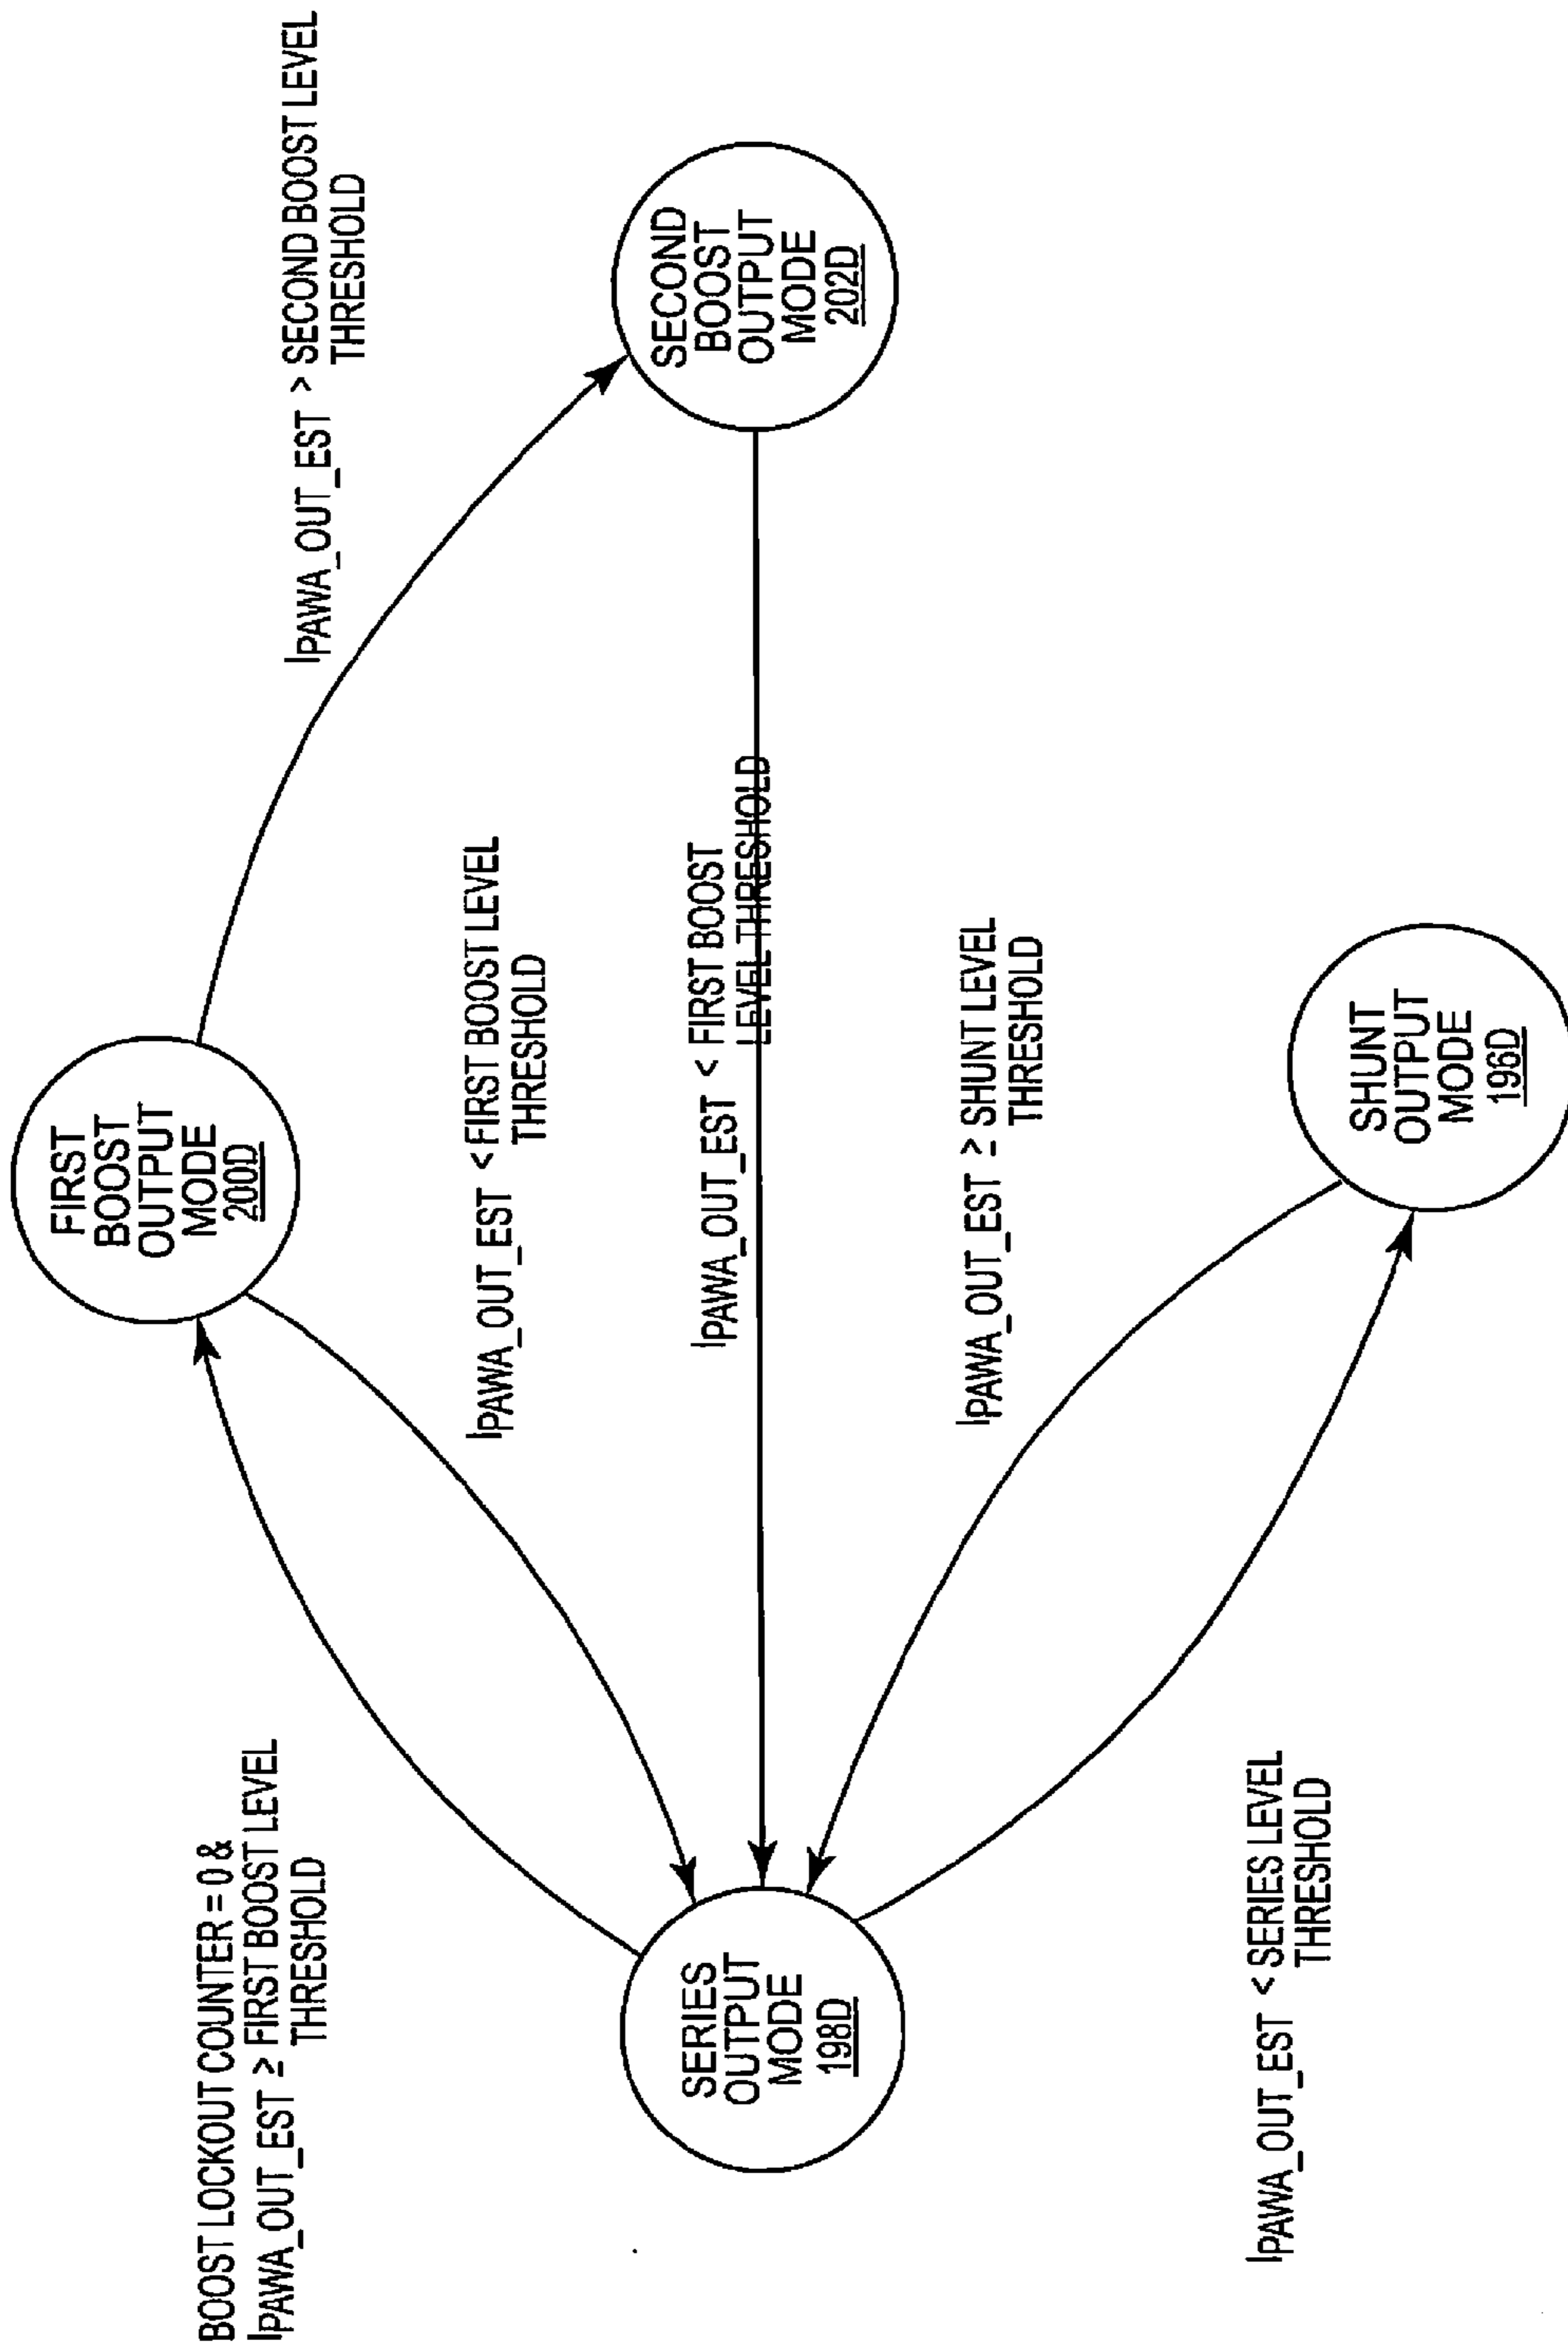 BOOST LOCKOUT COUNTER = 0 &
IPAWA_OUT_EST ≥ FIRST BOOST LEVEL
THRESHOLD
FIRST
BOOST
OUTPUT
MODE
200D
IPAWA_OUT_EST > SECOND BOOST LEVEL
THRESHOLD
IPAWA_OUT_EST < FIRST BOOST LEVEL
THRESHOLD
SERIES
OUTPUT
MODE
198D
IPAWA_OUT_EST < FIRST BOOST
LEVEL THRESHOLD
SECOND
BOOST
OUTPUT
MODE
202D
IPAWA_OUT_EST ≥ SHUNT LEVEL
THRESHOLD
IPAWA_OUT_EST < SERIES LEVEL
THRESHOLD
SHUNT
OUTPUT
MODE
196D